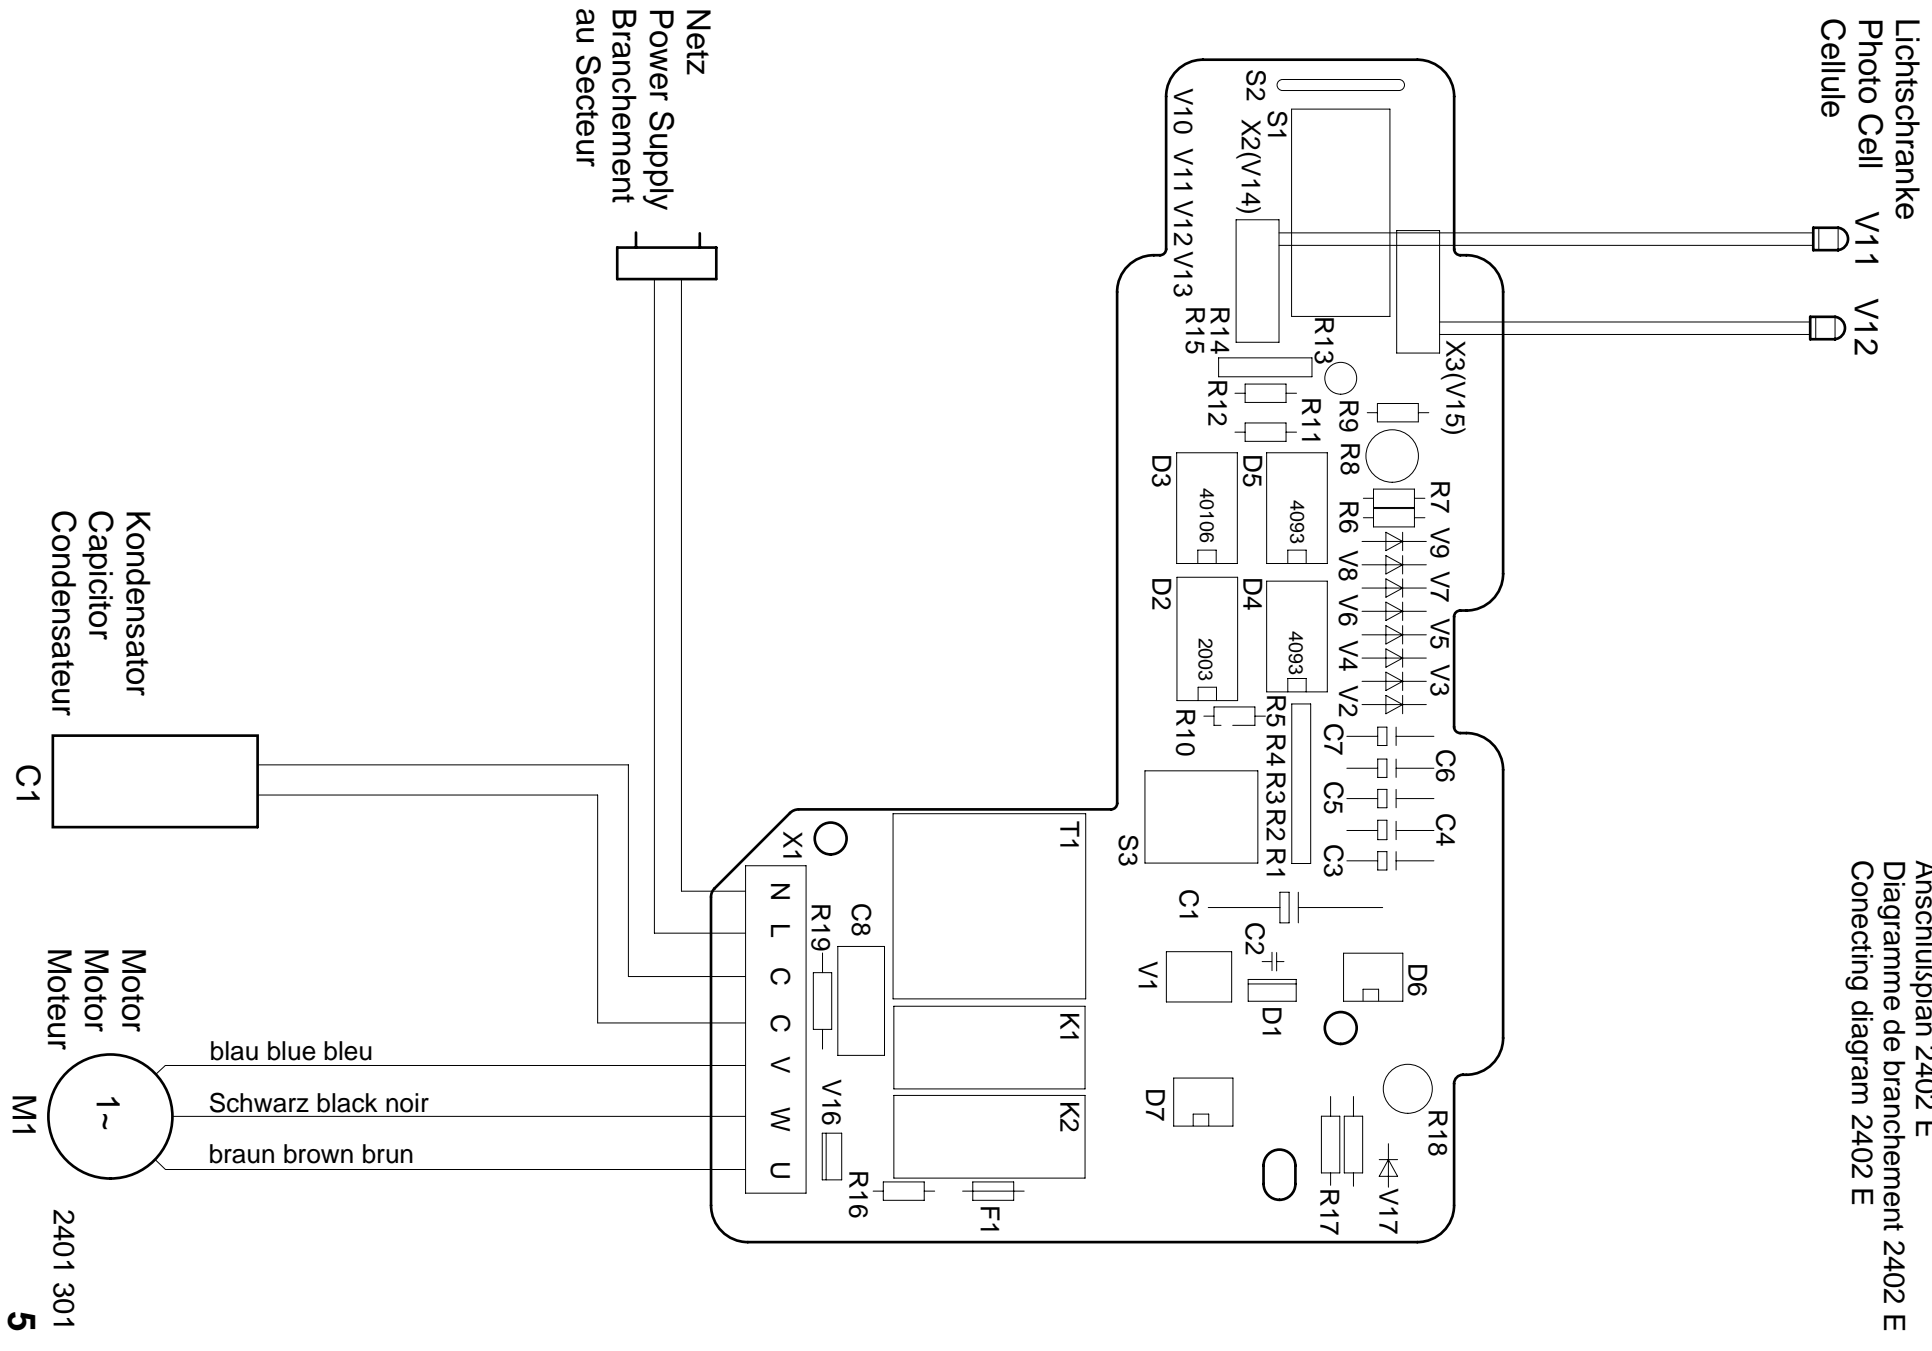 Anschlußplan 2402 E
Diagramme de branchement 2402 E
Conecting diagram 2402 E
Lichtschranke
Photo Cell
Cellule
V11
V12
S2
S1
X2(V14)
V10 V11 V12 V13
X3(V15)
R13
R14
R15
R12
R11
R9
R8
R7
R6
V9
V8
V7
V6
V5
V4
V3
V2
D5
4093
D3
40106
D4
4093
D2
2003
R10
R5 R4 R3 R2 R1
C7
C6
C5
C4
C3
S3
C1
C2
V1
D1
D6
D7
R18
R17
V17
T1
K1
K2
F1
R16
V16
C8
R19
X1
N L C C V W U
Netz
Power Supply
Branchement
au Secteur
Kondensator
Capicitor
Condensateur
C1
Motor
Motor
Moteur
1~
M1
blau blue bleu
Schwarz black noir
braun brown brun
2401 301
5